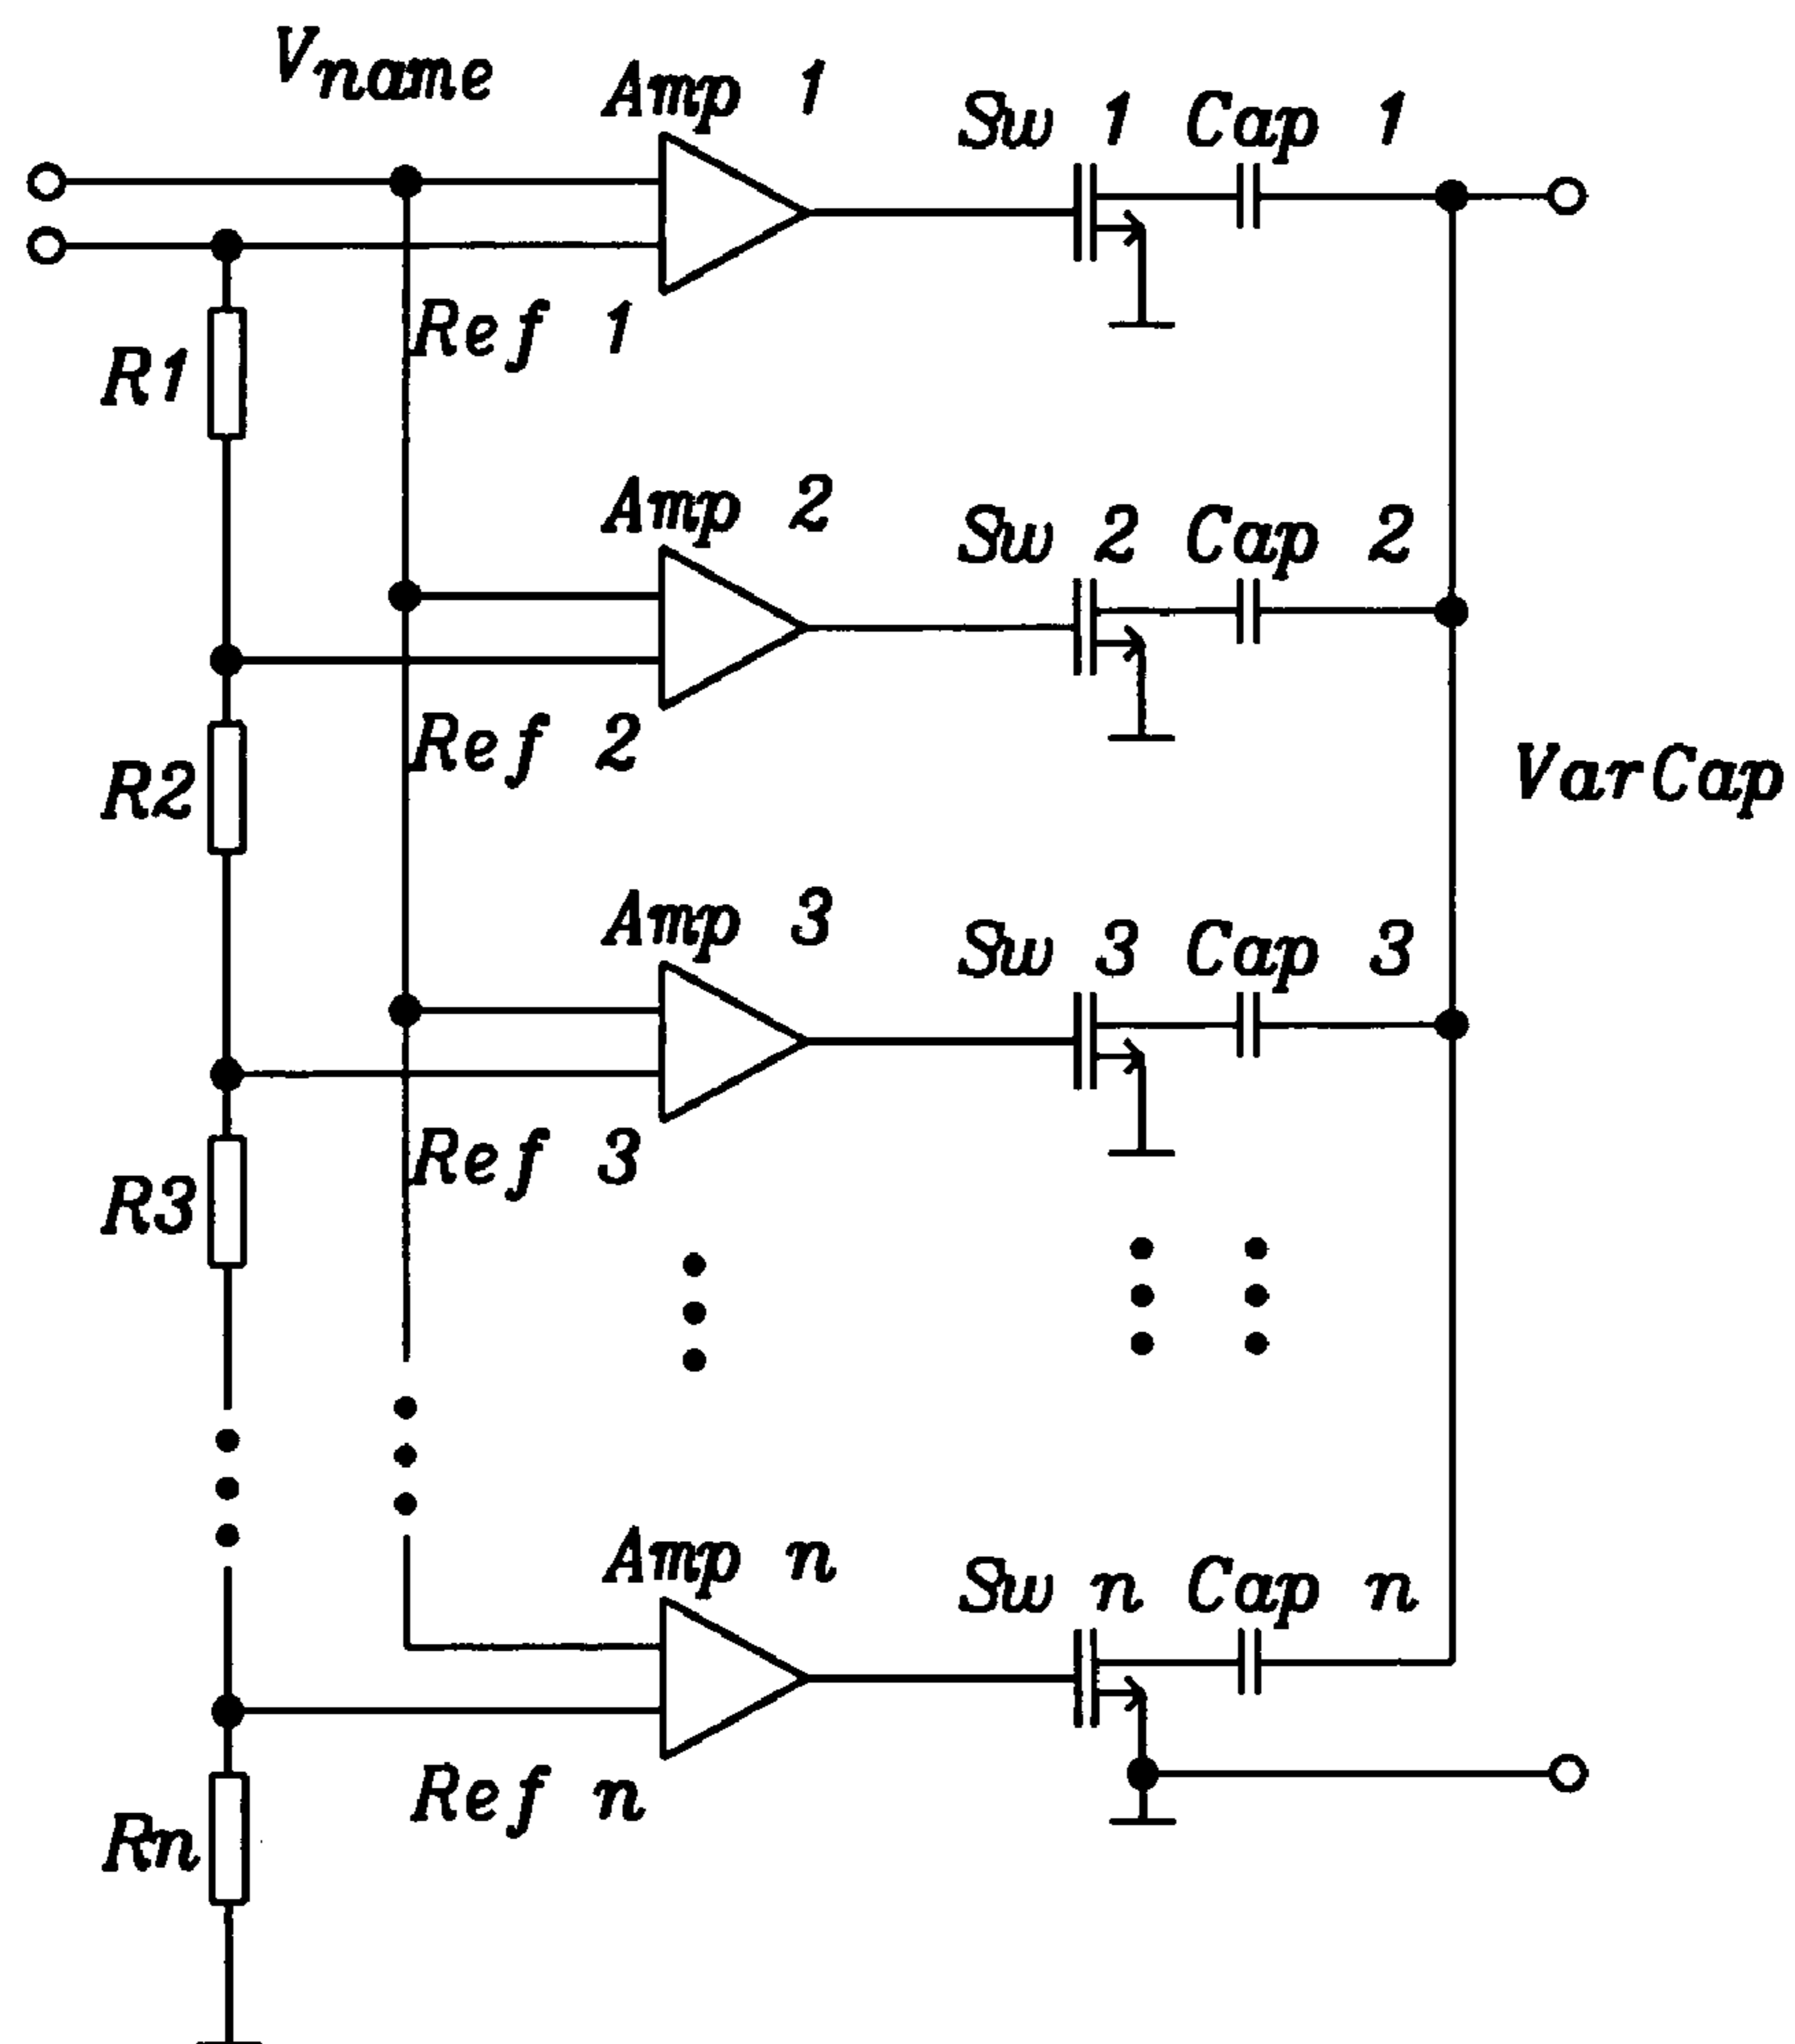 Vname
Amp 1
Sw 1 Cap 1
Ref 1
R1
Amp 2
Sw 2 Cap 2
Ref 2
R2
VarCap
Amp 3
Sw 3 Cap 3
Ref 3
R3
Amp n
Sw n Cap n
Ref n
Rn